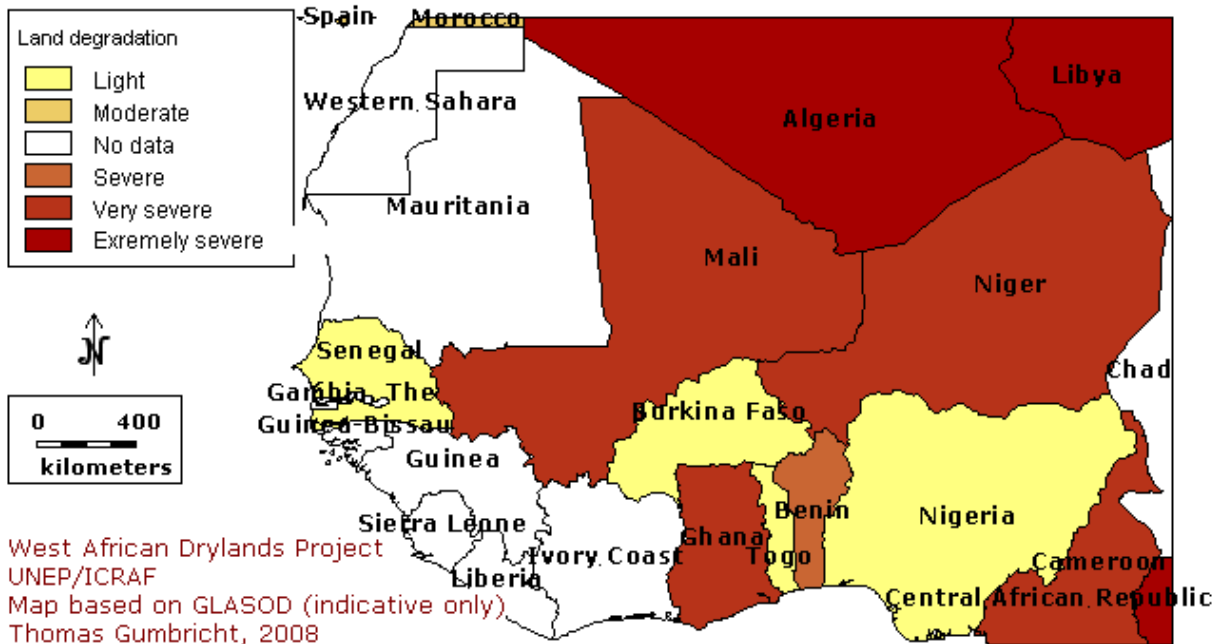 Spain
Morocco
Land degradation
Light
Moderate
No data
Severe
Very severe
Exremely severe
Western Sahara
Algeria
Libya
Mauritania
Mali
Niger
N
Senegal
Gambia, The
Guinea-Bissau
Chad
Burkina Faso
0 400
kilometers
Guinea
Sierra Leone
Liberia
Ivory Coast
Ghana
Togo
Benin
Nigeria
Cameroon
Central African Republic
West African Drylands Project
UNEP/ICRAF
Map based on GLASOD (indicative only)
Thomas Gumbricht, 2008